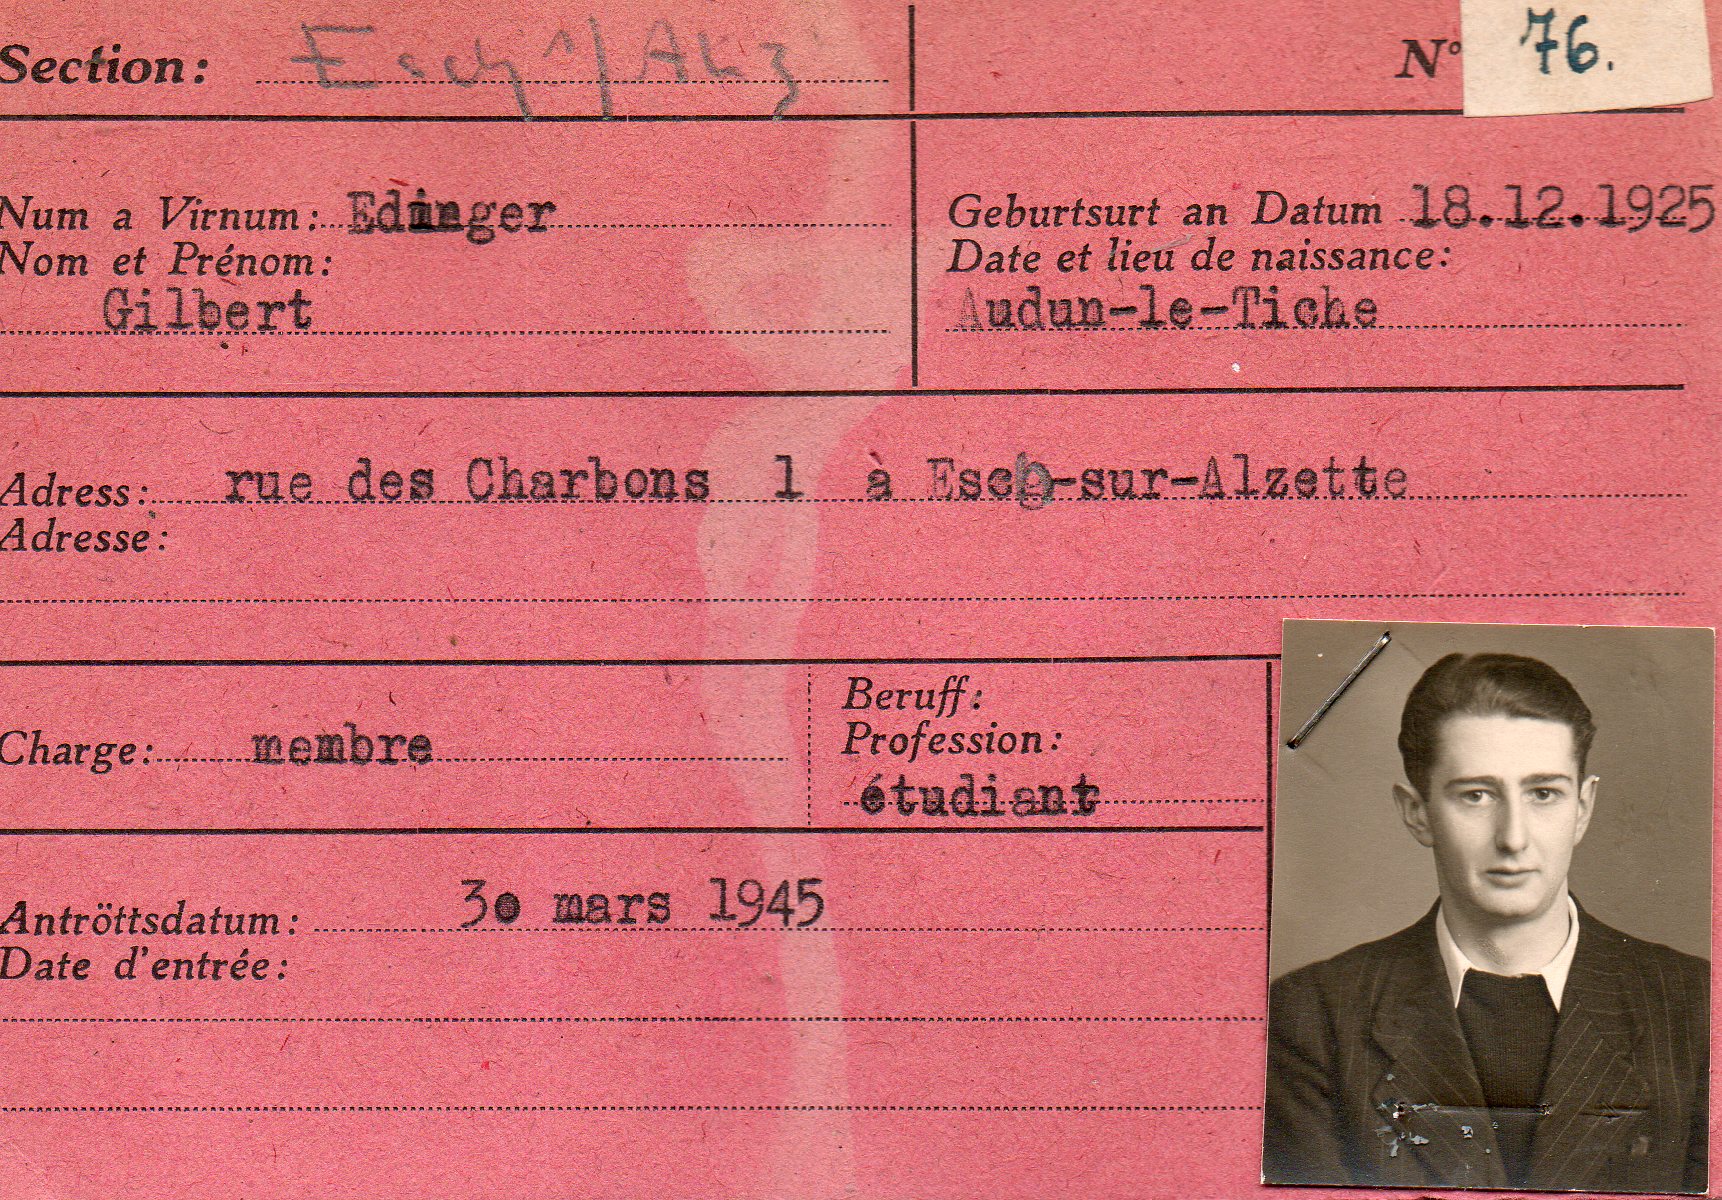 Section: Esch s/Alz
N° 76.
Num a Virnum: Edinger
Nom et Prénom:
Gilbert
Geburtsurt an Datum 18.12.1925
Date et lieu de naissance:
Audun-le-Tiche
Adress: rue des Charbons 1 à Esch-sur-Alzette
Adresse:
Charge: membre
Beruff:
Profession:
étudiant
Antröttsdatum: 30 mars 1945
Date d'entrée: